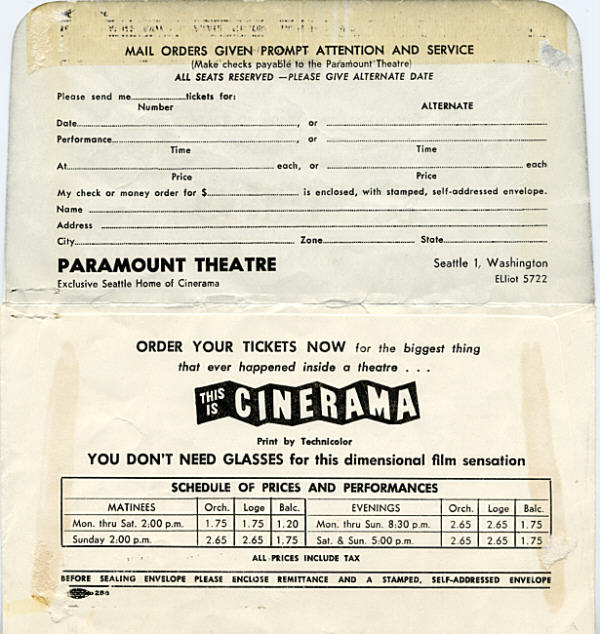 MAIL ORDERS GIVEN PROMPT ATTENTION AND SERVICE
(Make checks payable to the Paramount Theatre)
ALL SEATS RESERVED —PLEASE GIVE ALTERNATE DATE
Please send me..................tickets for:
Number ALTERNATE
Date.................., or ..................
Performance.................., or ..................
Time Time
At.................. each, or .................. each
Price Price
My check or money order for $.................. is enclosed, with stamped, self-addressed envelope.
Name ..................
Address ..................
City.................. Zone.................. State..................
PARAMOUNT THEATRE Seattle 1, Washington
Exclusive Seattle Home of Cinerama ELliot 5722
ORDER YOUR TICKETS NOW for the biggest thing
that ever happened inside a theatre . . .
THIS IS CINERAMA
Print by Technicolor
YOU DON'T NEED GLASSES for this dimensional film sensation
SCHEDULE OF PRICES AND PERFORMANCES
MATINEES Orch. Loge Balc. EVENINGS Orch. Loge Balc.
Mon. thru Sat. 2:00 p.m. 1.75 1.75 1.20 Mon. thru Sun. 8:30 p.m. 2.65 2.65 1.75
Sunday 2:00 p.m. 2.65 2.65 1.75 Sat. & Sun. 5:00 p.m. 2.65 2.65 1.75
ALL PRICES INCLUDE TAX
BEFORE SEALING ENVELOPE PLEASE ENCLOSE REMITTANCE AND A STAMPED, SELF-ADDRESSED ENVELOPE